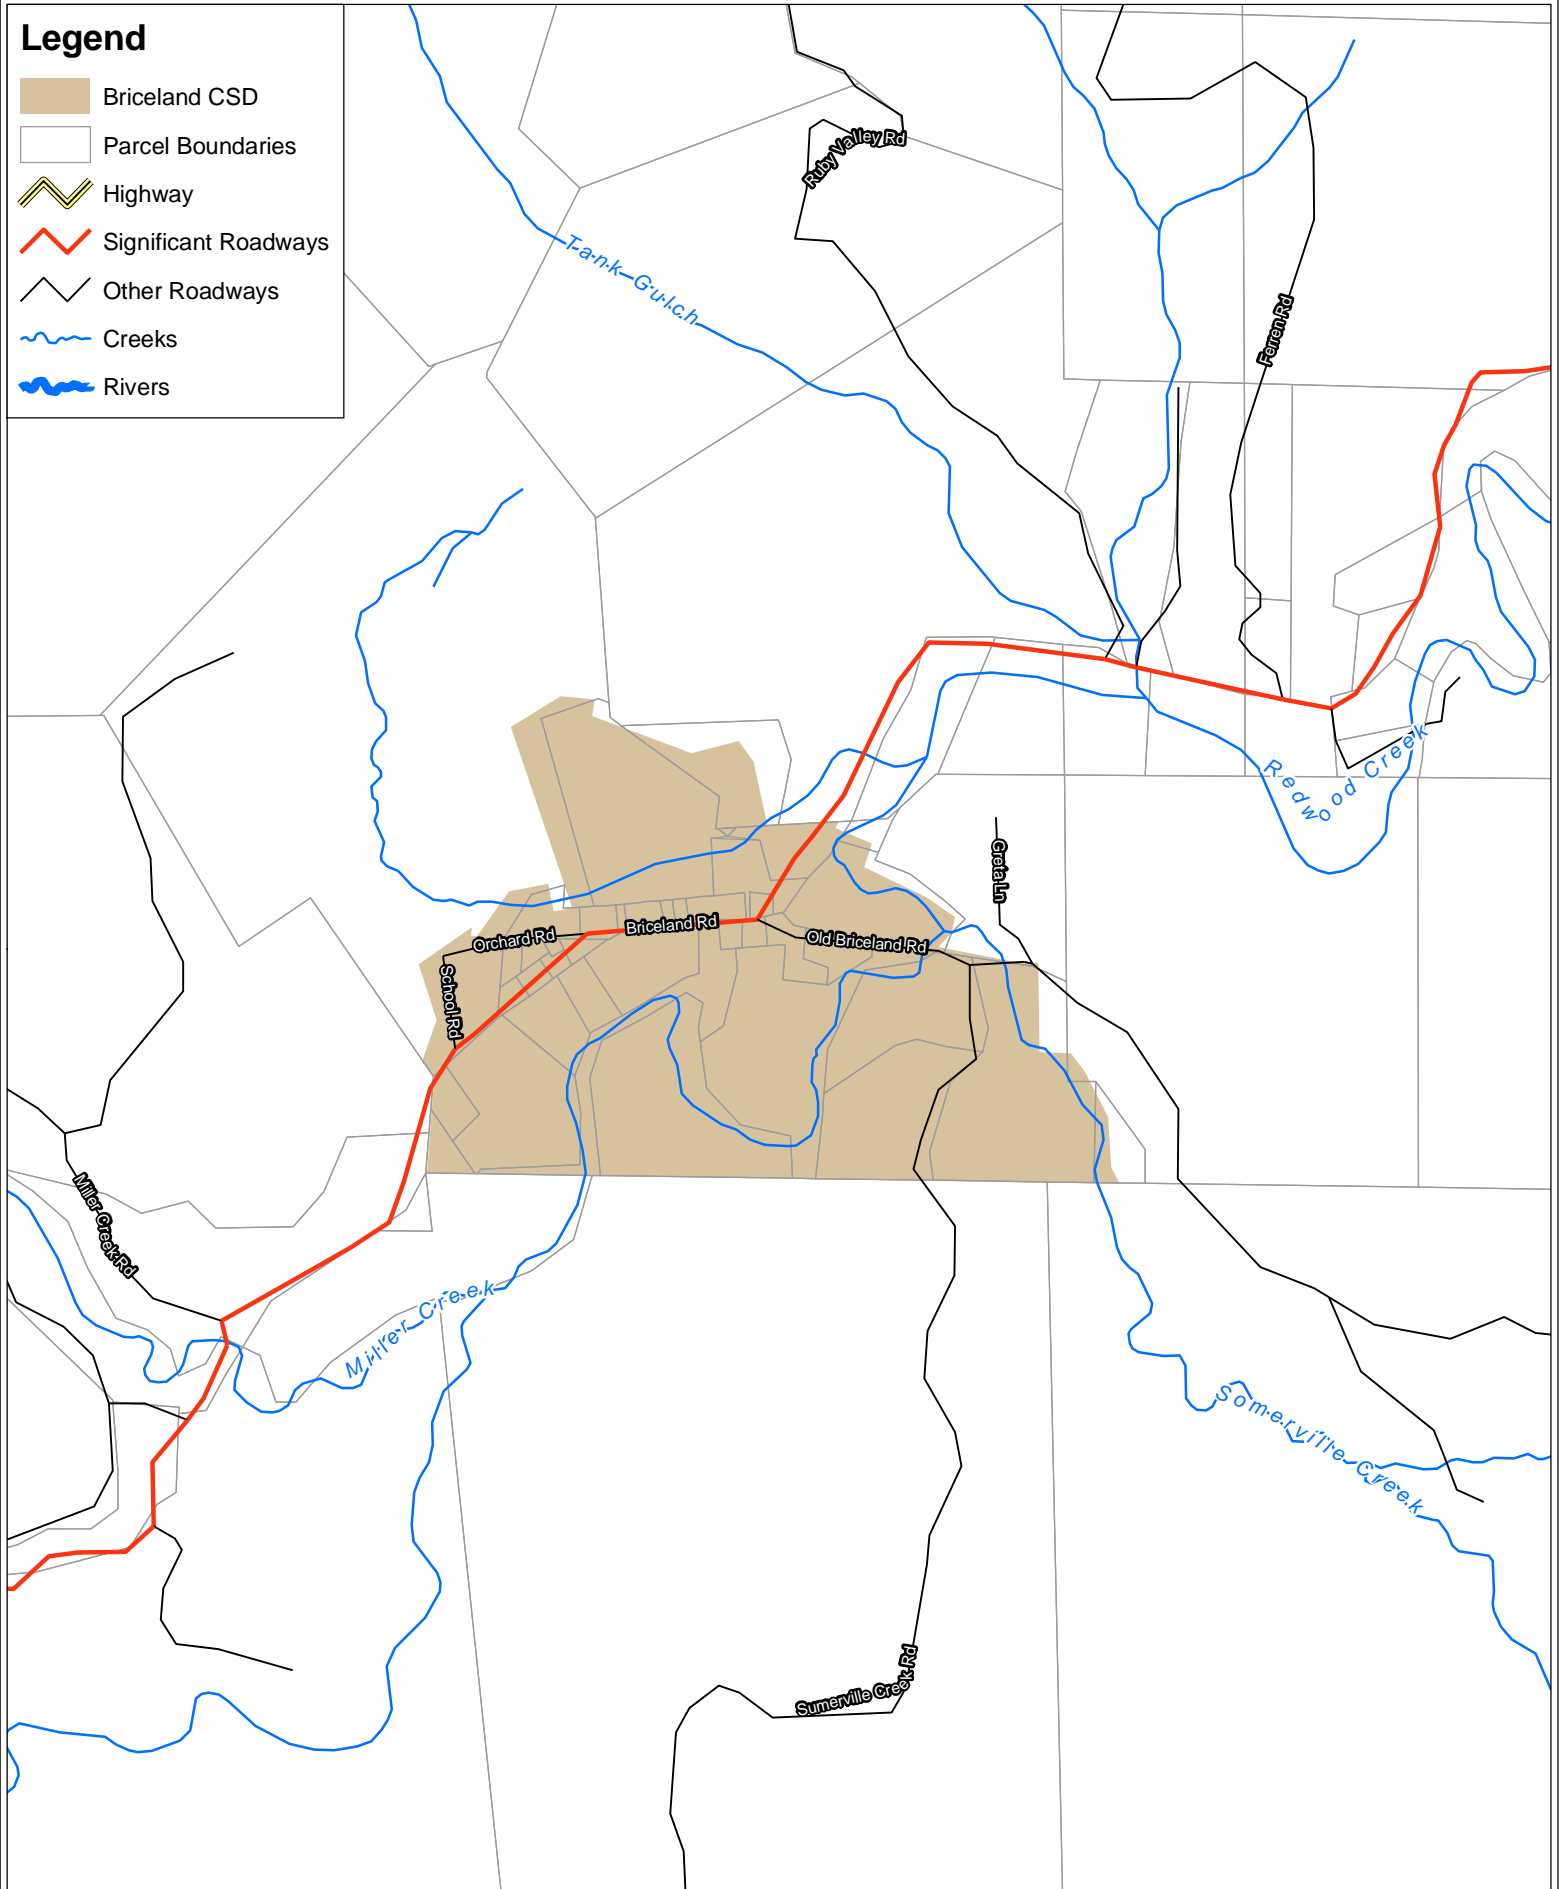 Legend
Briceland CSD
Parcel Boundaries
Highway
Significant Roadways
Other Roadways
Creeks
Rivers
Ruby Valley Rd
Tank Gulch
Ferren Rd
Redwood Creek
Greta Ln
Briceland Rd
Orchard Rd
Old Briceland Rd
School Rd
Miller Creek Rd
Miller Creek
Somerville Creek
Sumerville Creek Rd